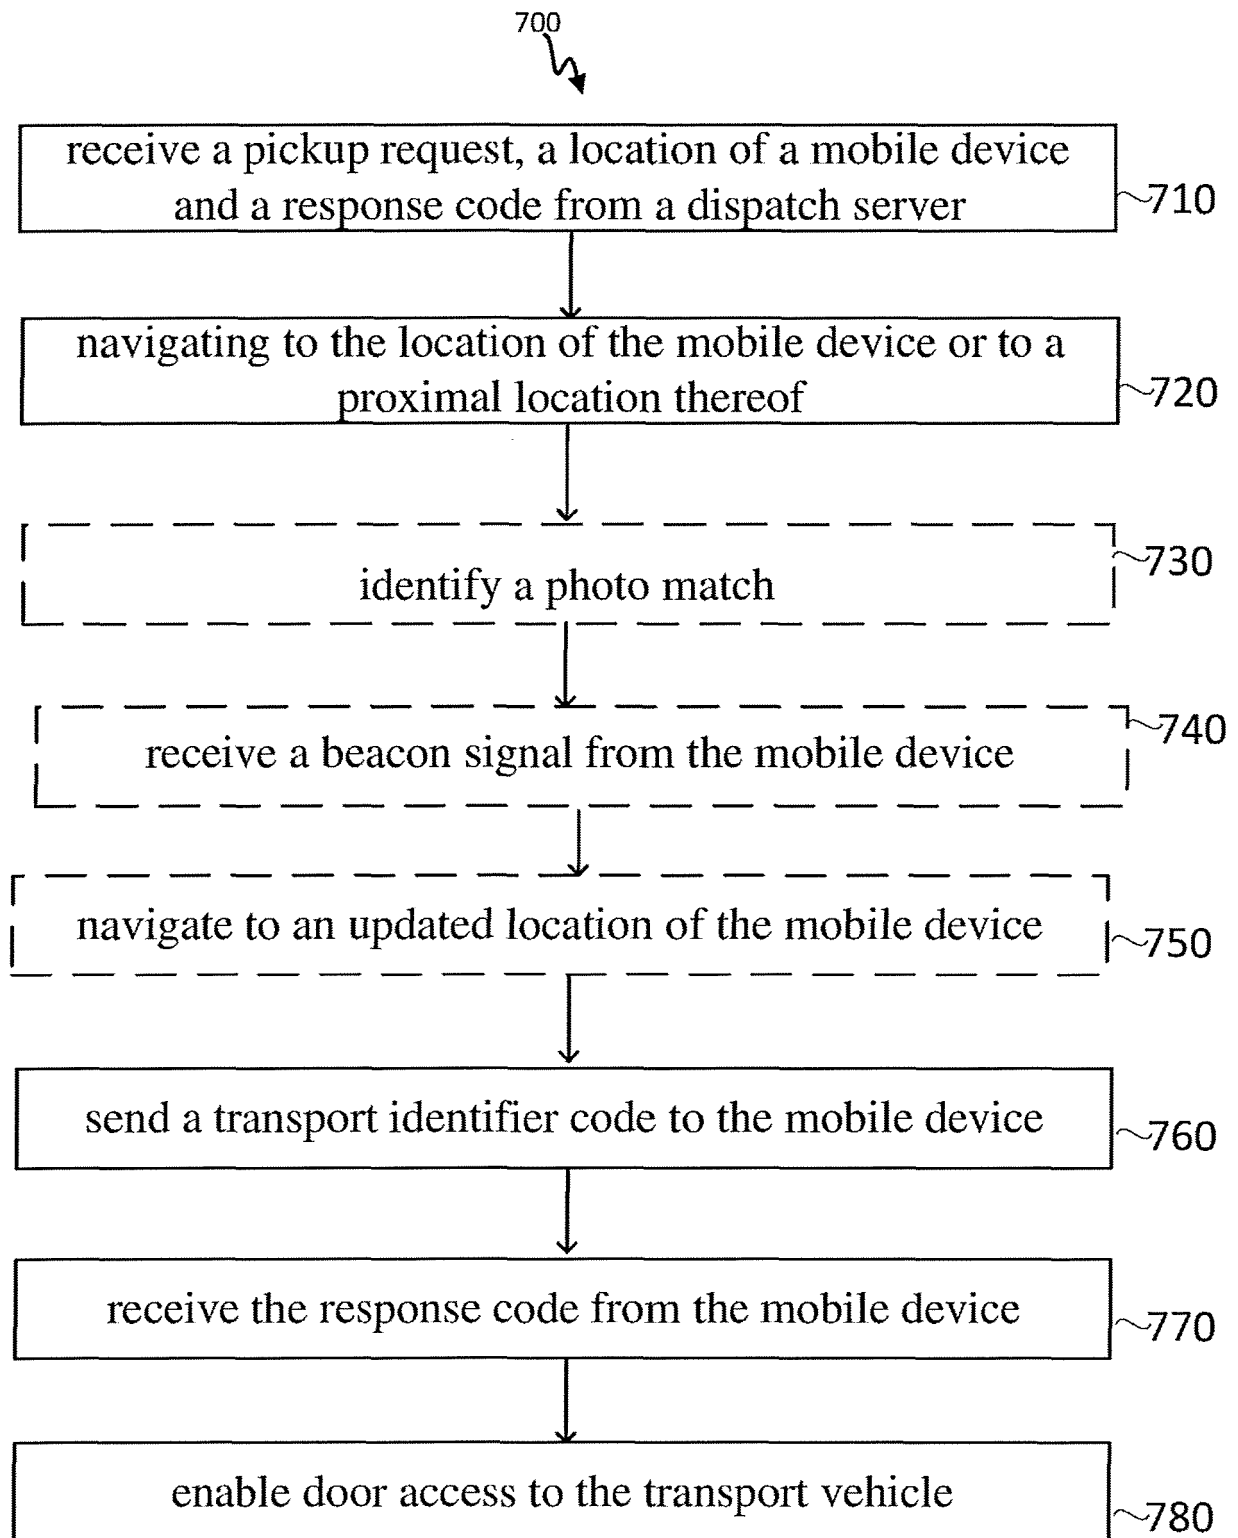 700
receive a pickup request, a location of a mobile device
and a response code from a dispatch server
710
navigating to the location of the mobile device or to a
proximal location thereof
720
identify a photo match
730
receive a beacon signal from the mobile device
740
navigate to an updated location of the mobile device
750
send a transport identifier code to the mobile device
760
receive the response code from the mobile device
770
enable door access to the transport vehicle
780